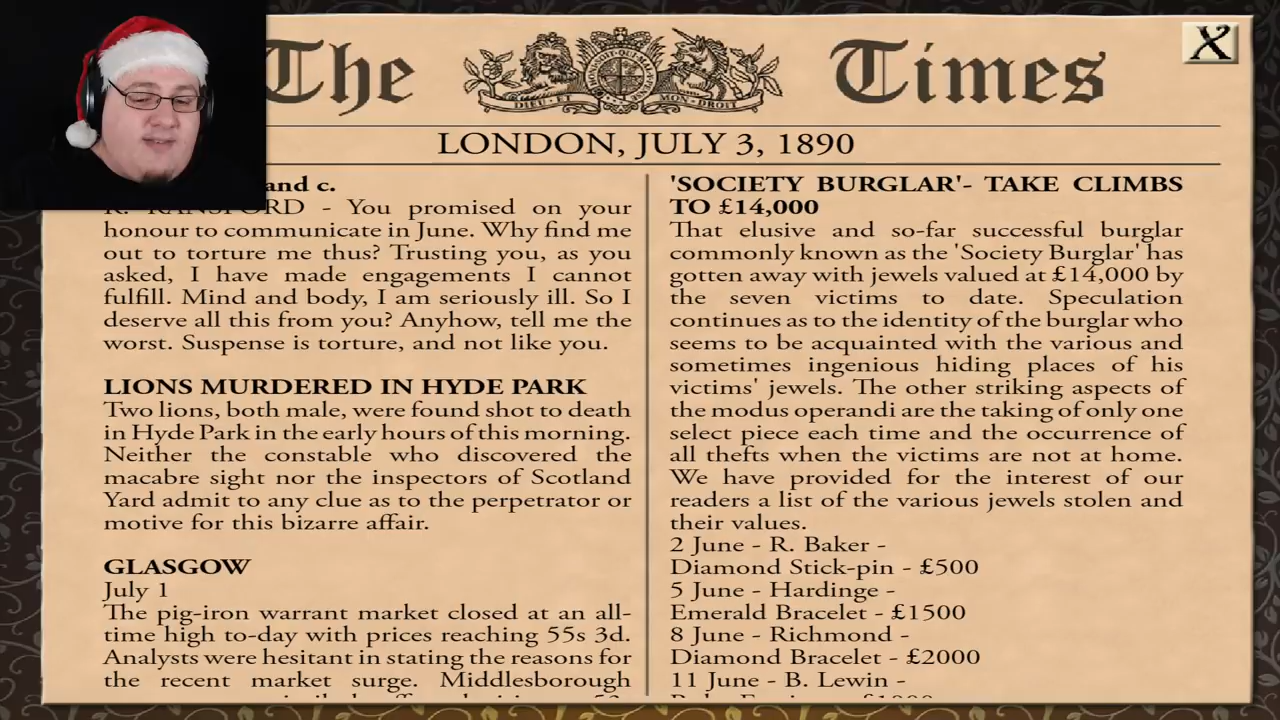 The Times
DIEU · ET MON · DROIT
X
LONDON, JULY 3, 1890
and c.
R. RANSFORD - You promised on your
honour to communicate in June. Why find me
out to torture me thus? Trusting you, as you
asked, I have made engagements I cannot
fulfill. Mind and body, I am seriously ill. So I
deserve all this from you? Anyhow, tell me the
worst. Suspense is torture, and not like you.
LIONS MURDERED IN HYDE PARK
Two lions, both male, were found shot to death
in Hyde Park in the early hours of this morning.
Neither the constable who discovered the
macabre sight nor the inspectors of Scotland
Yard admit to any clue as to the perpetrator or
motive for this bizarre affair.
GLASGOW
July 1
The pig-iron warrant market closed at an all-
time high to-day with prices reaching 55s 3d.
Analysts were hesitant in stating the reasons for
the recent market surge. Middlesborough
'SOCIETY BURGLAR'- TAKE CLIMBS
TO £14,000
That elusive and so-far successful burglar
commonly known as the 'Society Burglar' has
gotten away with jewels valued at £14,000 by
the seven victims to date. Speculation
continues as to the identity of the burglar who
seems to be acquainted with the various and
sometimes ingenious hiding places of his
victims' jewels. The other striking aspects of
the modus operandi are the taking of only one
select piece each time and the occurrence of
all thefts when the victims are not at home.
We have provided for the interest of our
readers a list of the various jewels stolen and
their values.
2 June - R. Baker -
Diamond Stick-pin - £500
5 June - Hardinge -
Emerald Bracelet - £1500
8 June - Richmond -
Diamond Bracelet - £2000
11 June - B. Lewin -